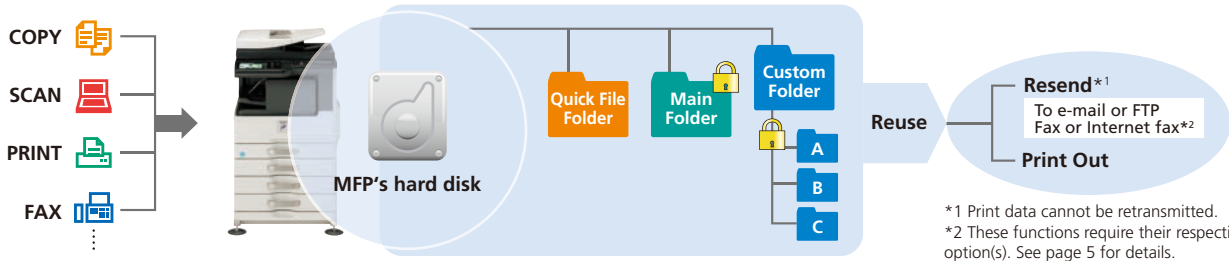 COPY
SCAN
PRINT
FAX
MFP's hard disk
Quick File
Folder
Main
Folder
Custom
Folder
A
B
C
Reuse
Resend*1
To e-mail or FTP
Fax or Internet fax*2
Print Out
*1 Print data cannot be retransmitted.
*2 These functions require their respecti
option(s). See page 5 for details.